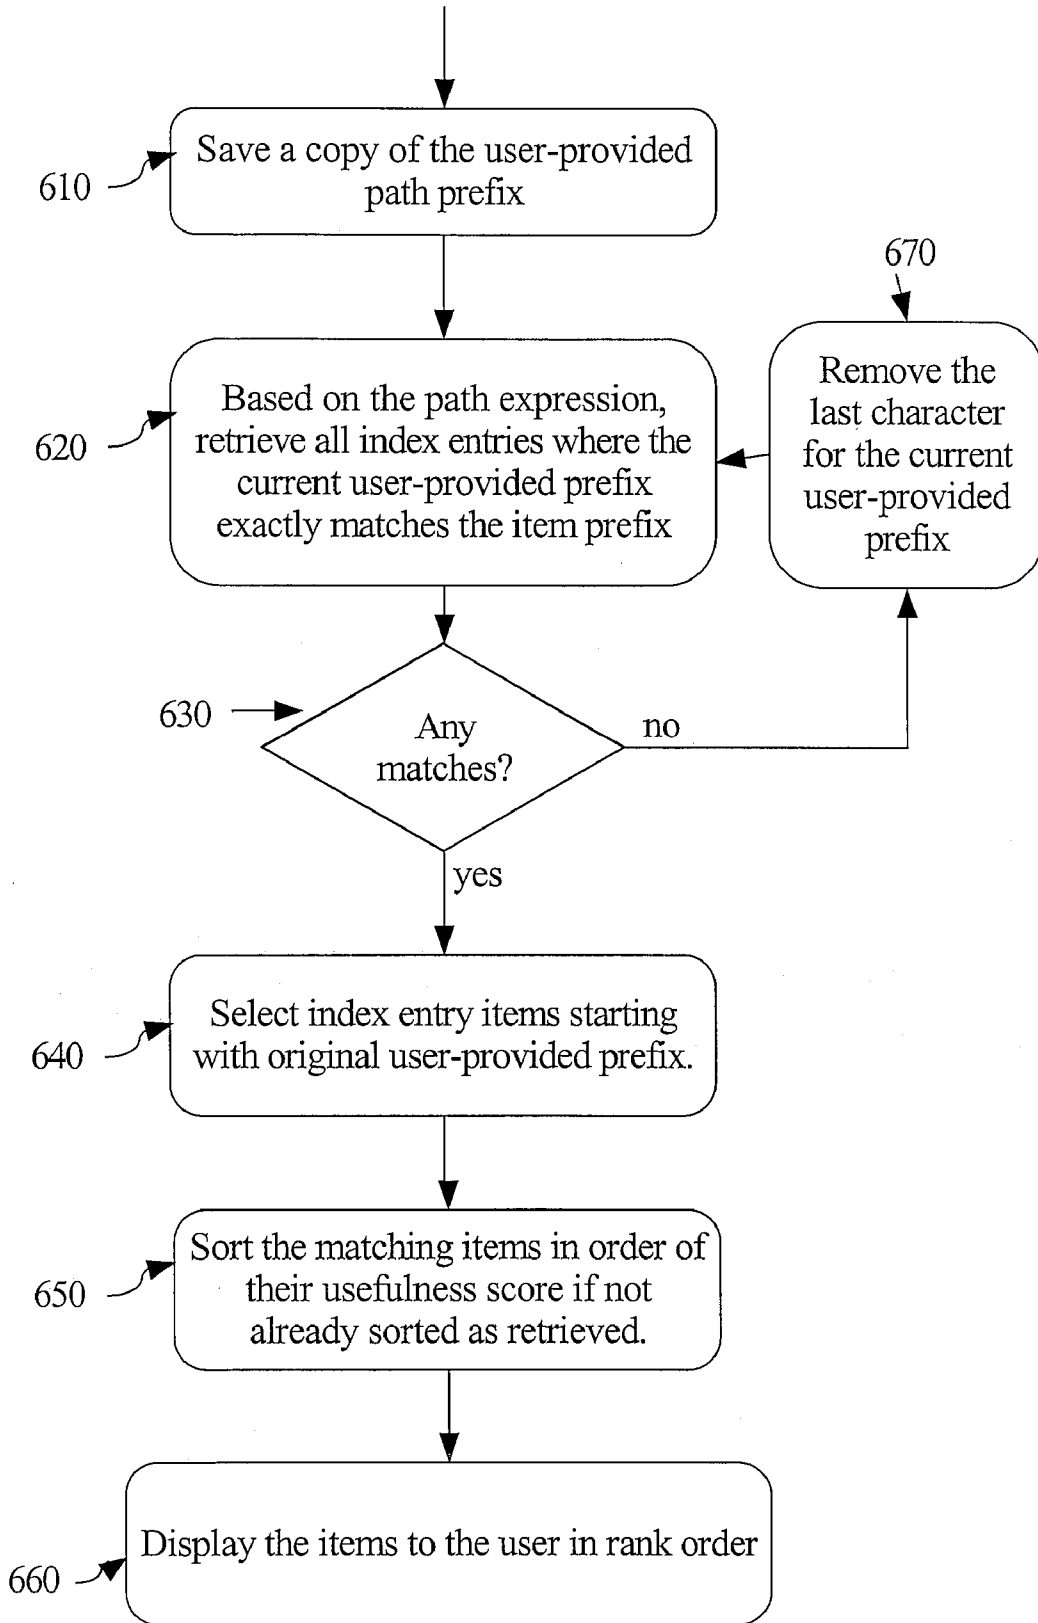 Save a copy of the user-provided
path prefix
610
670
Based on the path expression,
retrieve all index entries where the
current user-provided prefix
exactly matches the item prefix
620
Remove the
last character
for the current
user-provided
prefix
630
Any
matches?
no
yes
Select index entry items starting
with original user-provided prefix.
640
Sort the matching items in order of
their usefulness score if not
already sorted as retrieved.
650
Display the items to the user in rank order
660